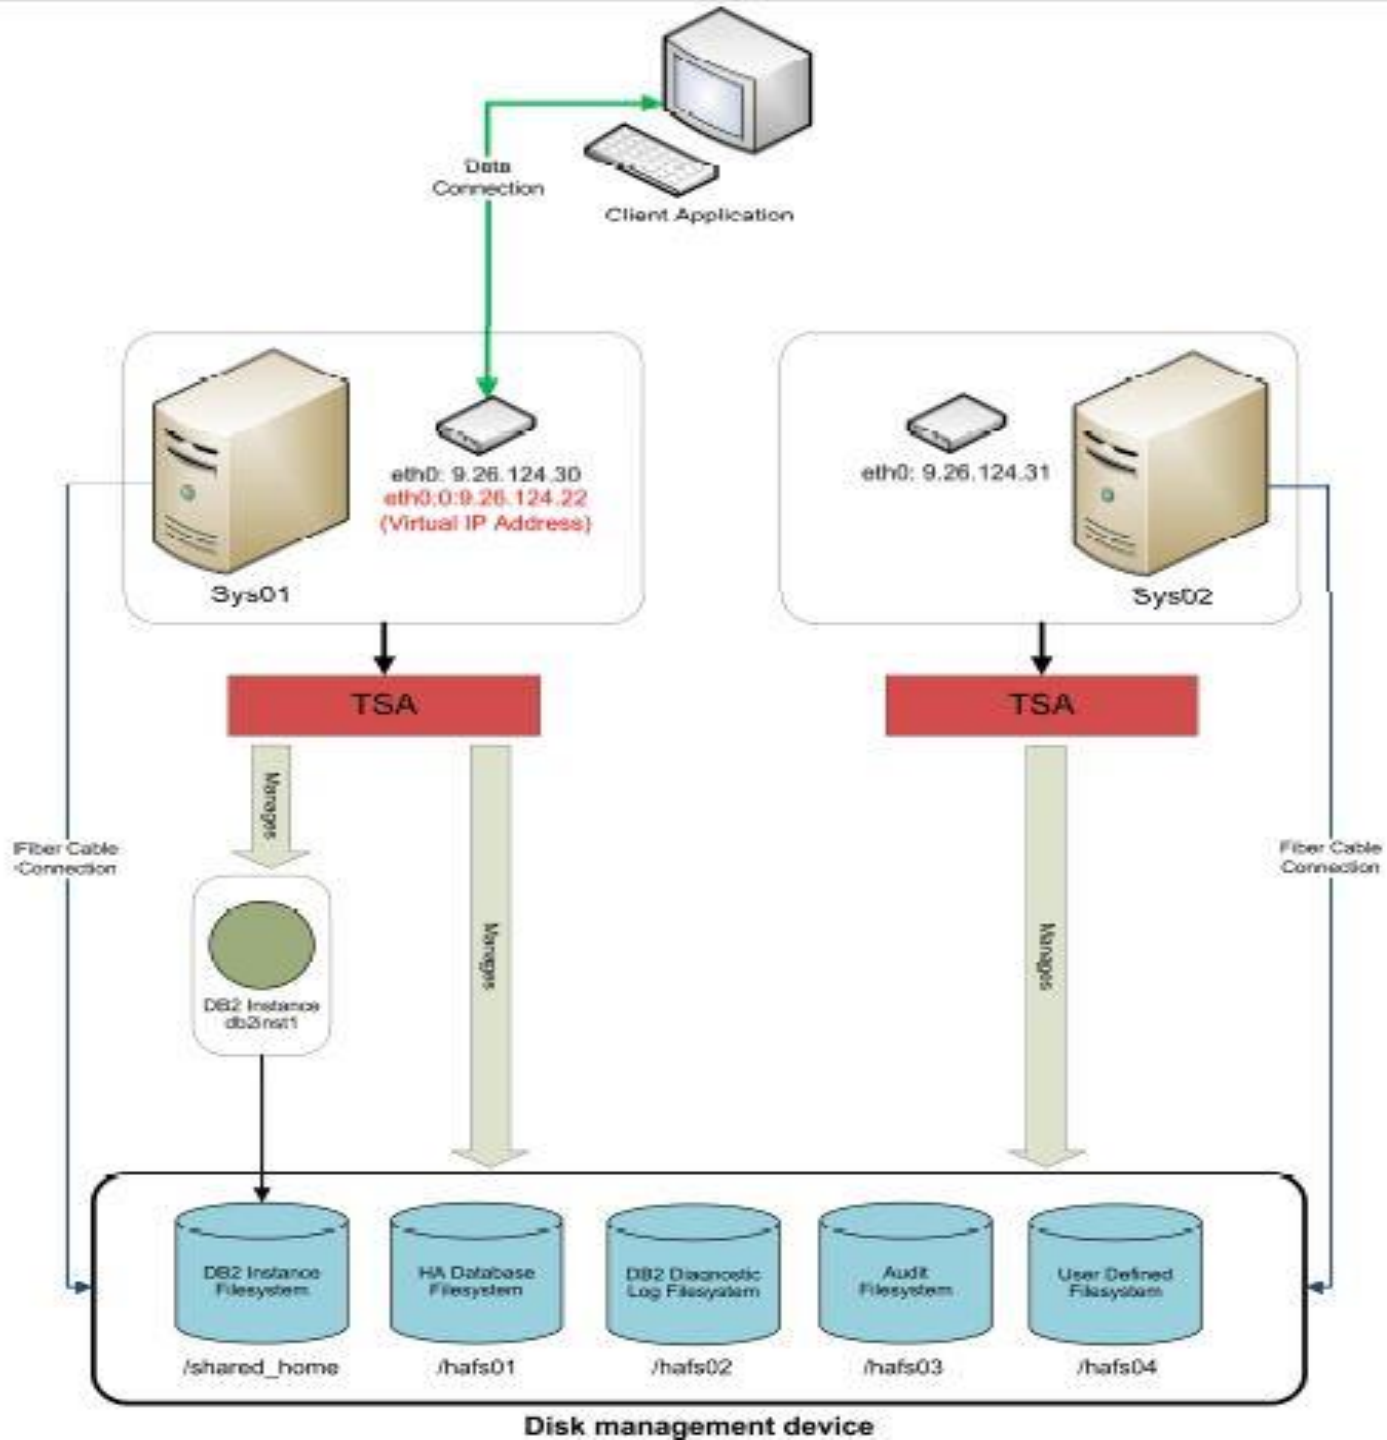 Data
Connection
Client Application
eth0: 9.26.124.30
eth0:0:9.26.124.22
(Virtual IP Address)
Sys01
eth0: 9.26.124.31
Sys02
TSA
TSA
Manages
Fiber Cable
Connection
Manages
Manages
Fiber Cable
Connection
DB2 Instance
db2inst1
DB2 Instance
Filesystem
HA Database
Filesystem
DB2 Diagnostic
Log Filesystem
Audit
Filesystem
User Defined
Filesystem
/shared_home
/hafs01
/hafs02
/hafs03
/hafs04
Disk management device